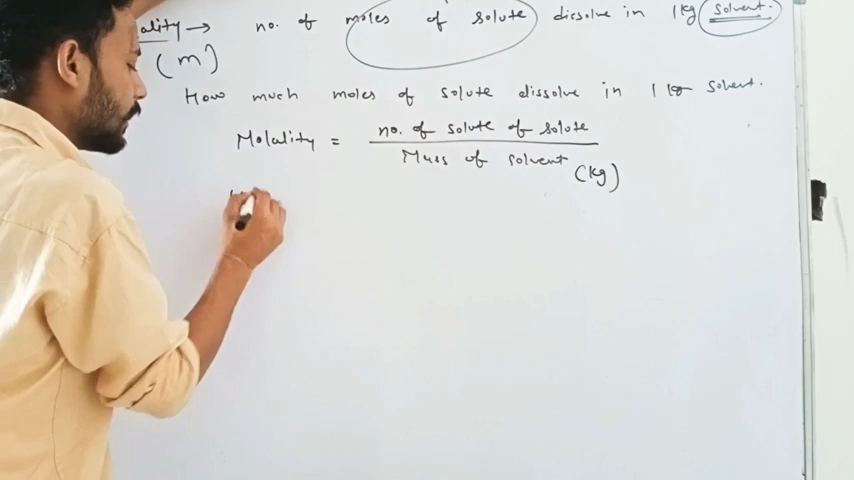 ality → no. of moles of solute dissolve in 1kg solvent.
(m)
How much moles of solute dissolve in 1 kg solvent.
Molality = no. of solute of solute
Mass of solvent (kg)